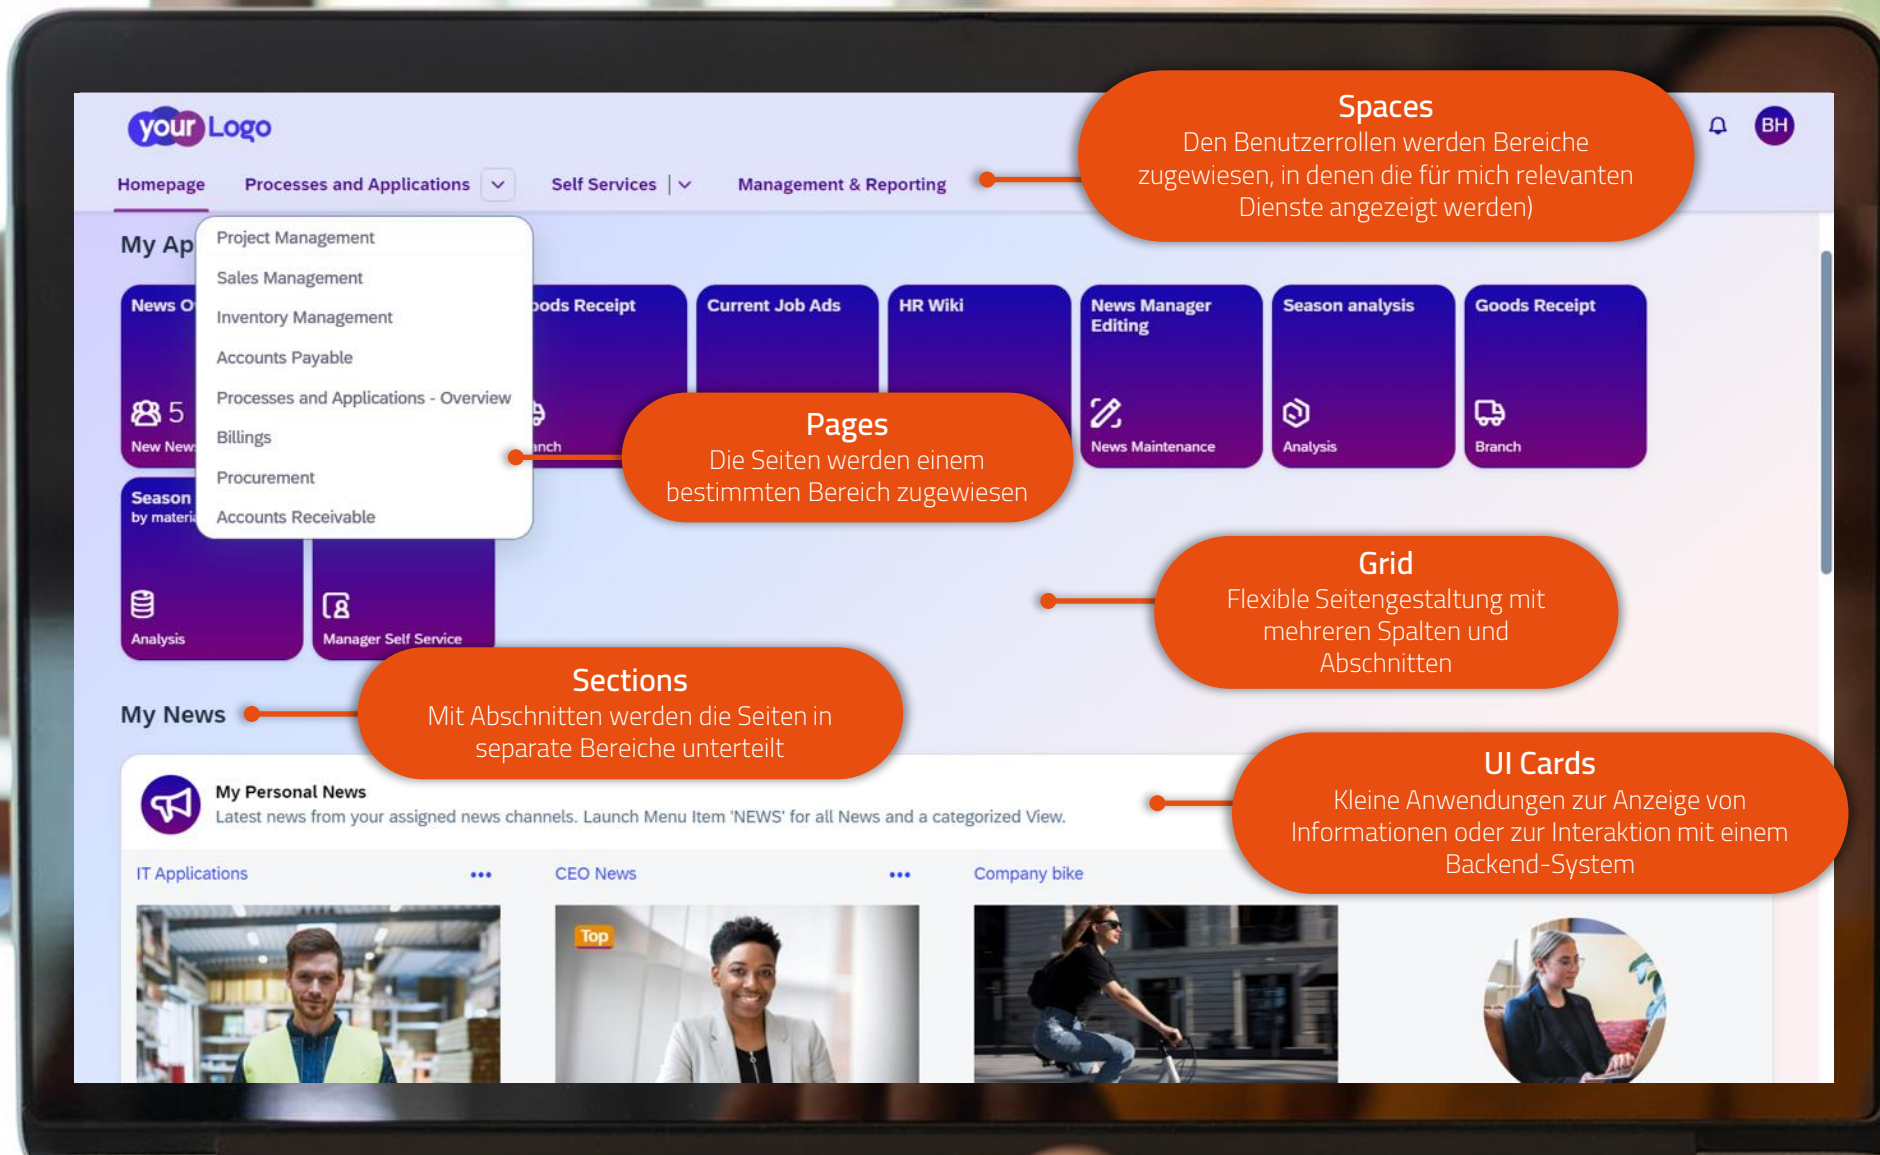 your Logo
BH
Homepage
Processes and Applications
Self Services
Management & Reporting
Spaces
Den Benutzerrollen werden Bereiche
zugewiesen, in denen die für mich relevanten
Dienste angezeigt werden)
My
Project Management
Sales Management
Inventory Management
Accounts Payable
Processes and Applications - Overview
Billings
Procurement
Accounts Receivable
News
5
New
Receipt
Current Job Ads
HR Wiki
News Manager
Editing
News Maintenance
Season analysis
Analysis
Goods Receipt
Branch
Pages
Die Seiten werden einem
bestimmten Bereich zugewiesen
Season
by
Analysis
Manager Self Service
Grid
Flexible Seitengestaltung mit
mehreren Spalten und
Abschnitten
Sections
Mit Abschnitten werden die Seiten in
separate Bereiche unterteilt
My News
UI Cards
Kleine Anwendungen zur Anzeige von
Informationen oder zur Interaktion mit einem
Backend-System
My Personal News
Latest news from your assigned news channels. Launch Menu Item 'NEWS' for all News and a categorized View.
IT Applications
CEO News
Company bike
Top